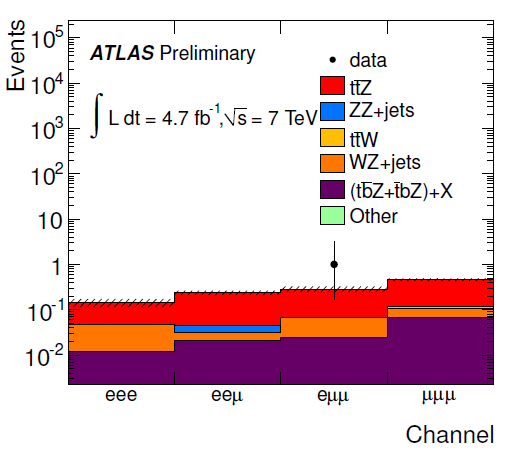 Events
10⁵
10⁴
10³
10²
10
1
10⁻¹
10⁻²
ATLAS Preliminary
∫ L dt = 4.7 fb⁻¹, √s = 7 TeV
data
tt̄Z
ZZ+jets
tt̄W
WZ+jets
(tb̄Z+t̄bZ)+X
Other
eee eeμ eμμ μμμ
Channel